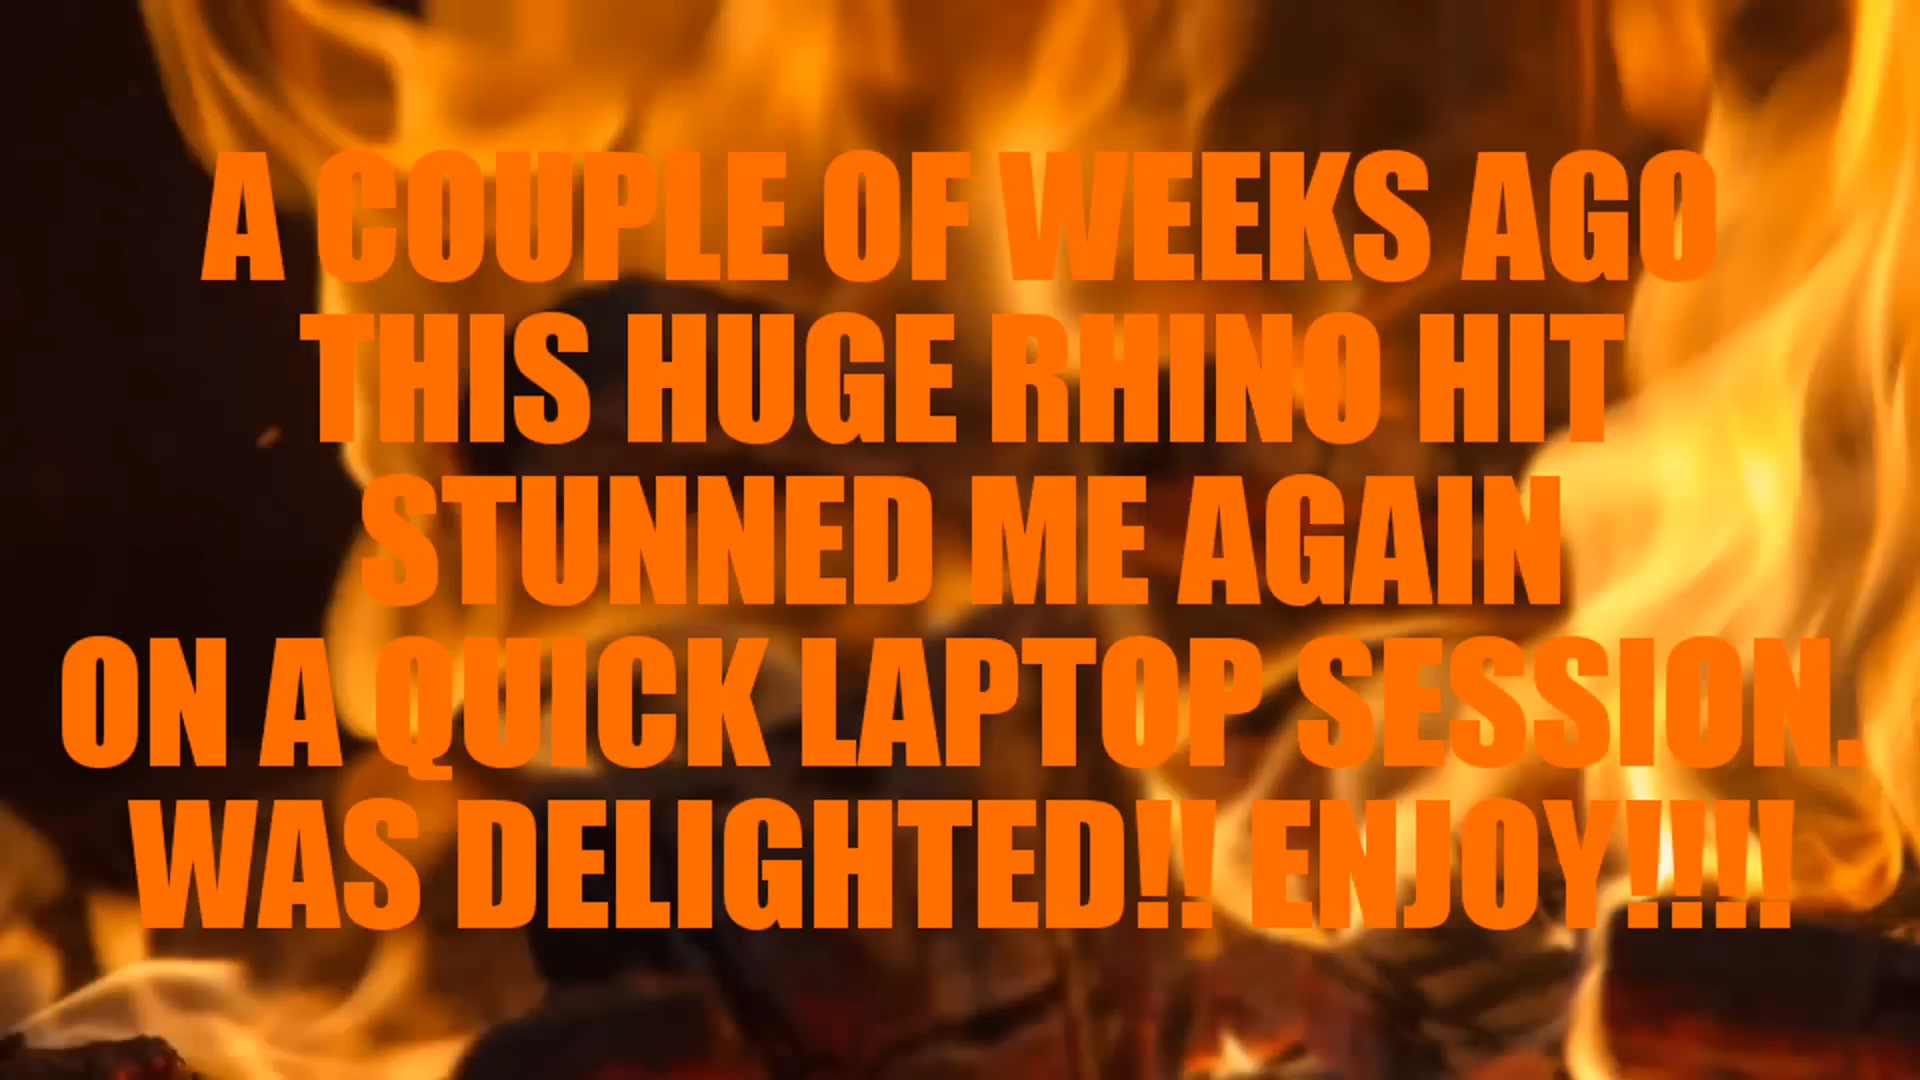 A COUPLE OF WEEKS AGO
THIS HUGE RHINO HIT
STUNNED ME AGAIN
ON A QUICK LAPTOP SESSION.
WAS DELIGHTED!! ENJOY!!!!